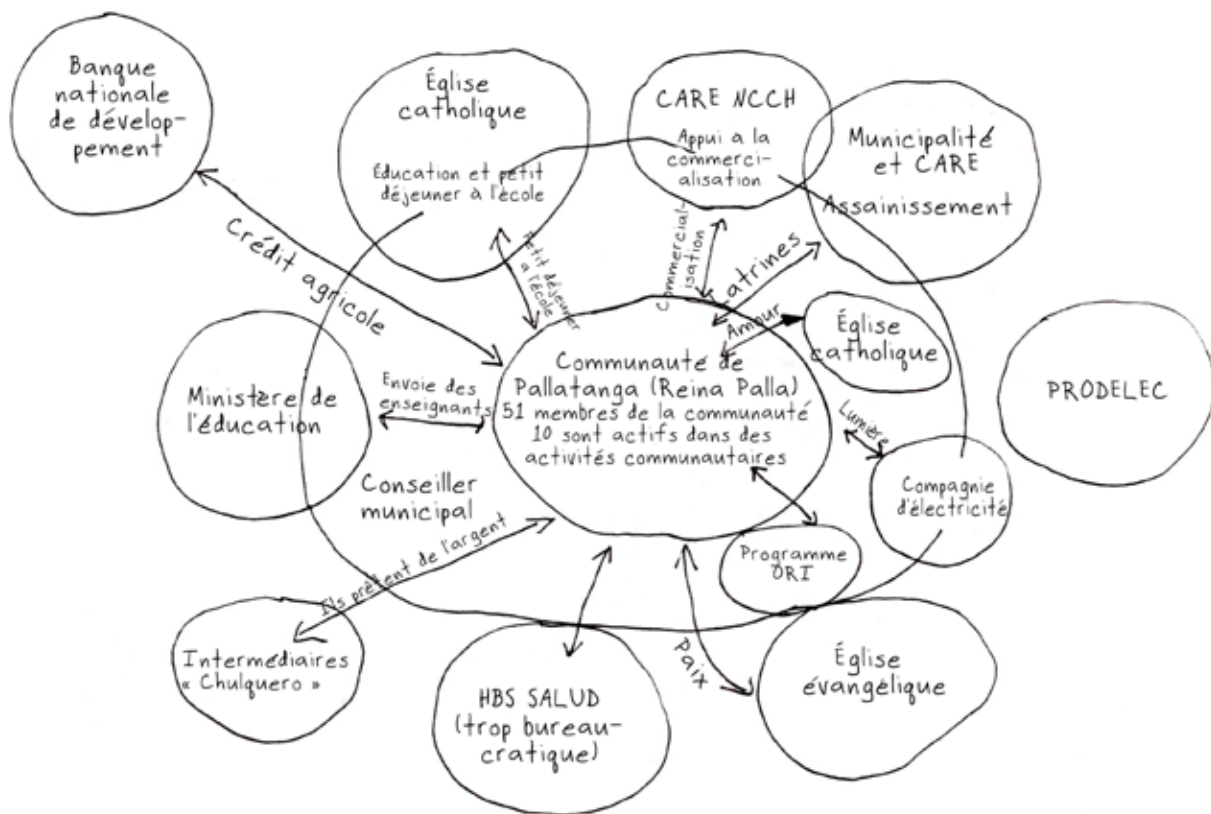 Banque
nationale
de dévelop-
pement
Église
catholique
Éducation et petit
déjeuner à l'école
CARE NCCH
Appui a la
commerci-
alisation
Municipalité
et CARE
Assainissement
Crédit agricole
Petit déjeuner
a l'école
Commercial-
isation
Latrines
Amour
Église
catholique
PRODELEC
Ministère de
l'éducation
Envoie des
enseignants
Communauté de
Pallatanga (Reina Palla)
51 membres de la communauté
10 sont actifs dans des
activités communautaires
Lumière
Compagnie
d'électricité
Conseiller
municipal
Ils prêtent de l'argent
Programme
ORI
Intermédiaires
« Chulquero »
HBS SALUD
(trop bureau-
cratique)
Paix
Église
évangélique